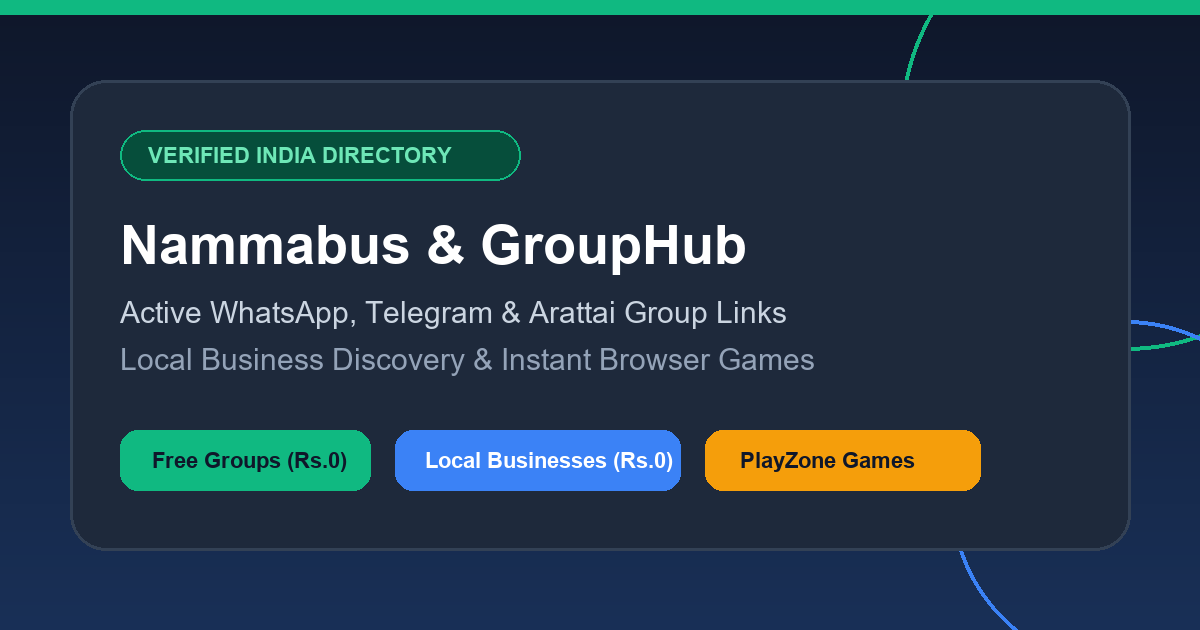 VERIFIED INDIA DIRECTORY
Nammabus & GroupHub
Active WhatsApp, Telegram & Arattai Group Links
Local Business Discovery & Instant Browser Games
Free Groups (Rs.0)
Local Businesses (Rs.0)
PlayZone Games